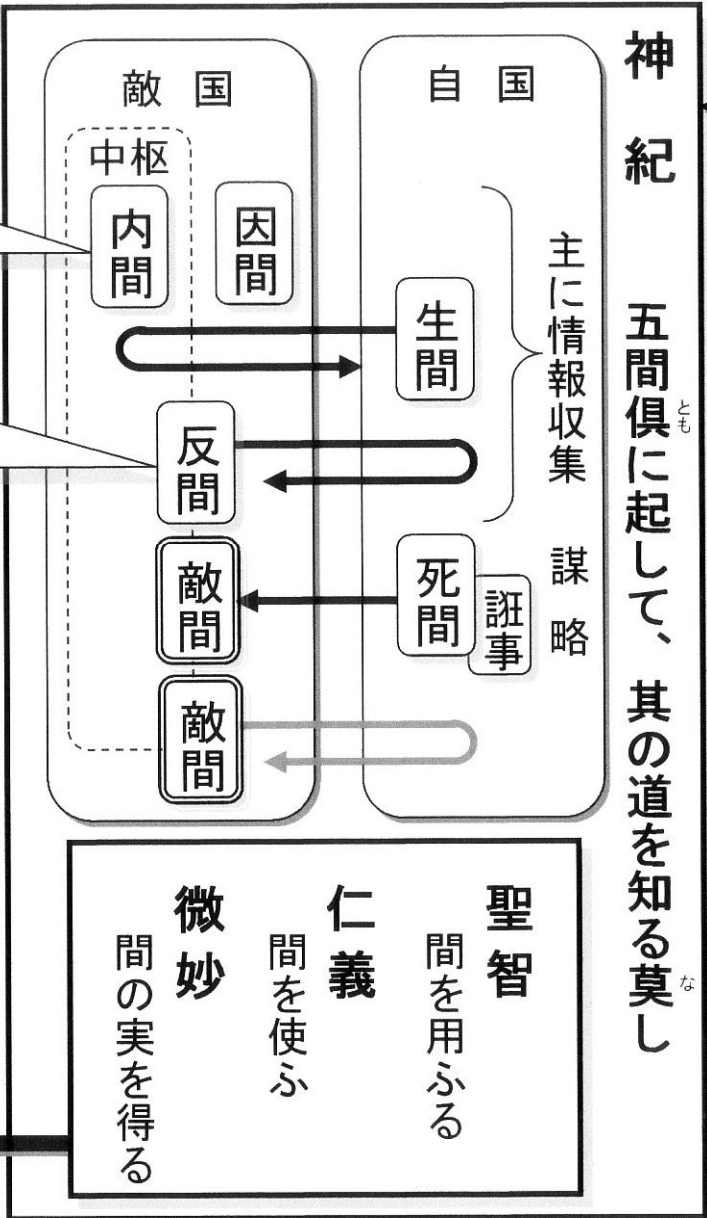 神紀　五間倶に起して、其の道を知る莫し
とも
な
自国
主に情報収集
謀略
生間
死間
誑事
敵国
中枢
因間
内間
反間
敵間
敵間
聖智
間を用ふる
仁義
間を使ふ
微妙
間の実を得る